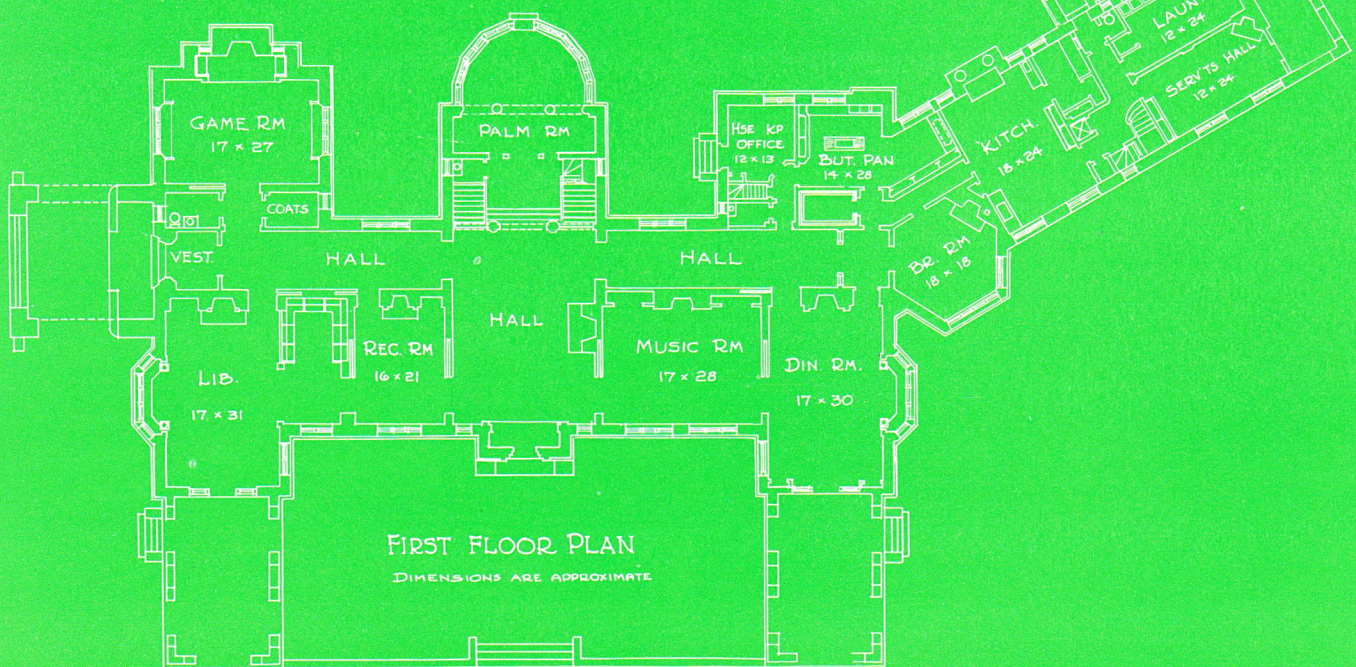 LAUN
12 x 24
SERV'TS HALL
12 x 24
GAME RM
17 x 27
PALM RM
HSE KP
OFFICE
12 x 13
BUT. PAN
14 x 28
KITCH.
18 x 24
COATS
VEST.
HALL
HALL
BR. RM
18 x 18
HALL
REC. RM
16 x 21
MUSIC RM
17 x 28
DIN. RM.
17 x 30
LIB.
17 x 31
FIRST FLOOR PLAN
DIMENSIONS ARE APPROXIMATE